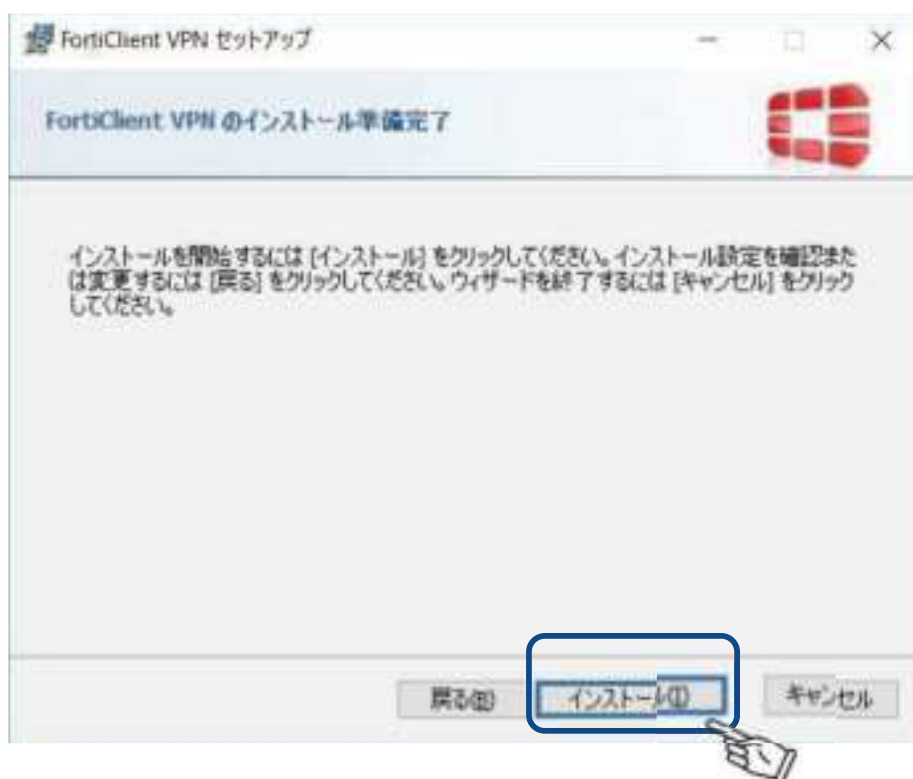 FortiClient VPN セットアップ
FortiClient VPN のインストール準備完了
インストールを開始するには [インストール] をクリックしてください。インストール設定を確認また
は変更するには [戻る] をクリックしてください。ウィザードを終了するには [キャンセル] をクリック
してください。
戻る(B)
インストール(I)
キャンセル